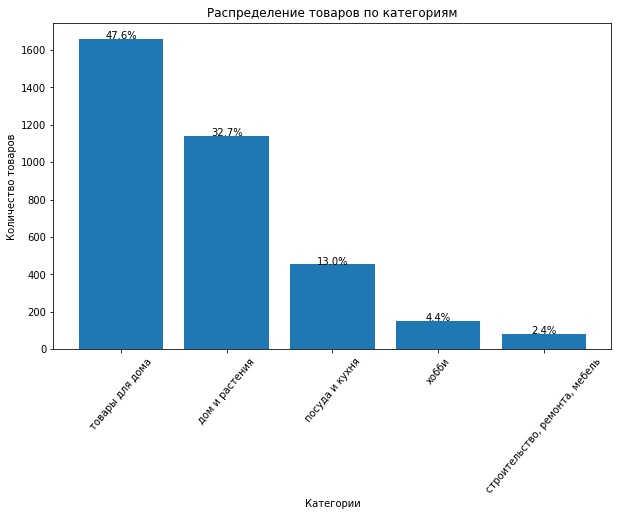 Распределение товаров по категориям
Количество товаров
1600
1400
1200
1000
800
600
400
200
0
47.6%
32.7%
13.0%
4.4%
2.4%
товары для дома
дом и растения
посуда и кухня
хобби
строительство, ремонта, мебель
Категории